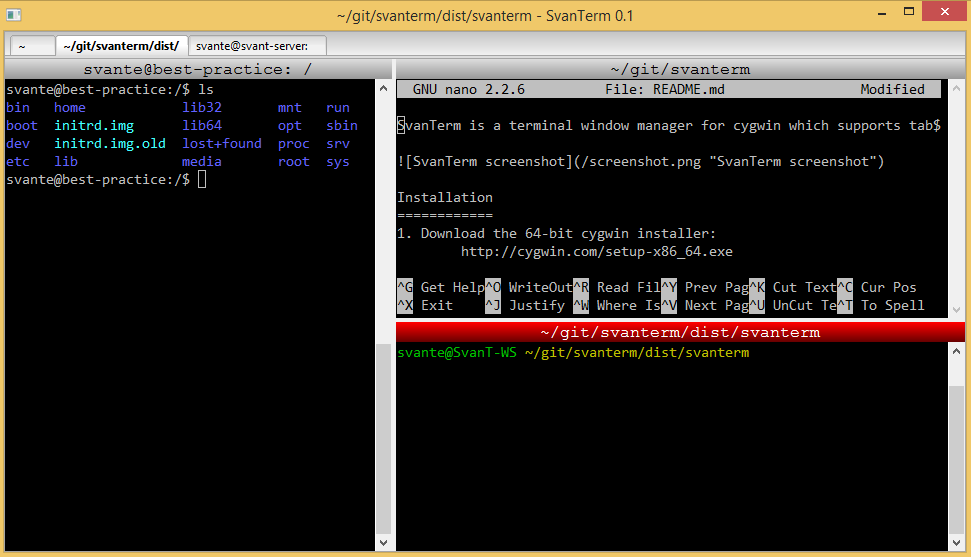 ~/git/svanterm/dist/svanterm - SvanTerm 0.1
~ ~/git/svanterm/dist/ svante@svant-server:
svante@best-practice: /
svante@best-practice:/$ ls
bin home lib32 mnt run
boot initrd.img lib64 opt sbin
dev initrd.img.old lost+found proc srv
etc lib media root sys
svante@best-practice:/$
~/git/svanterm
GNU nano 2.2.6 File: README.md Modified
SvanTerm is a terminal window manager for cygwin which supports tab$
![SvanTerm screenshot](/screenshot.png "SvanTerm screenshot")
Installation
============
1. Download the 64-bit cygwin installer:
http://cygwin.com/setup-x86_64.exe
^G Get Help^O WriteOut^R Read Fil^Y Prev Pag^K Cut Text^C Cur Pos
^X Exit ^J Justify ^W Where Is^V Next Pag^U UnCut Te^T To Spell
~/git/svanterm/dist/svanterm
svante@SvanT-WS ~/git/svanterm/dist/svanterm